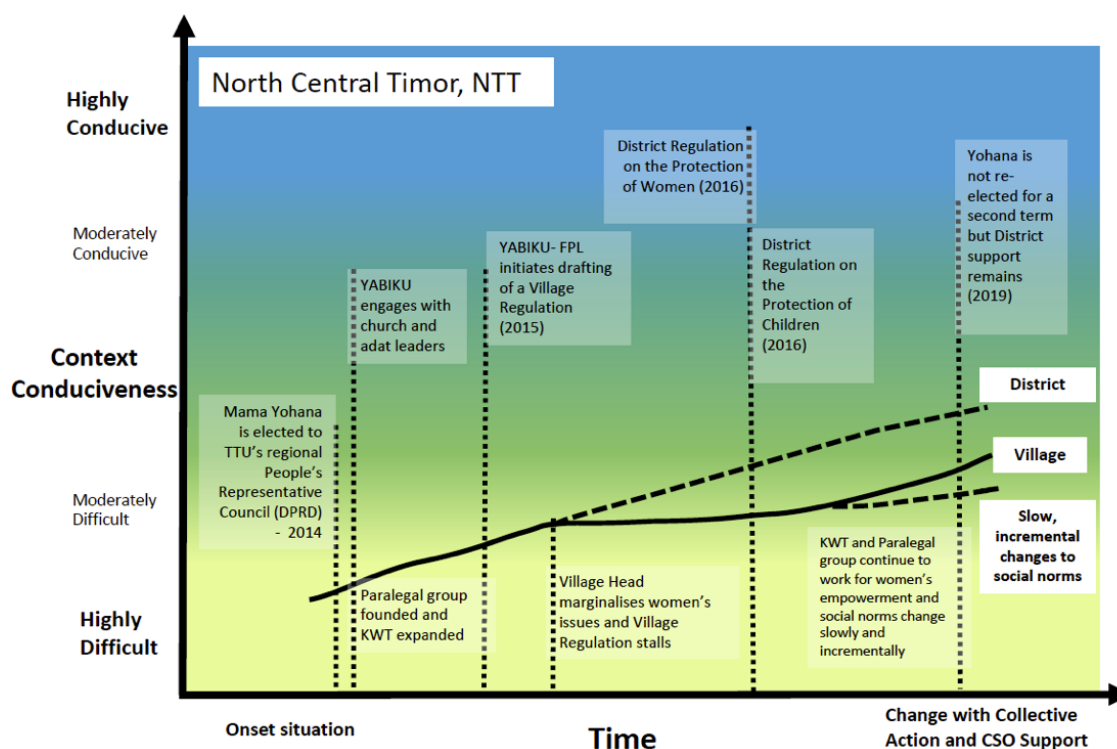 North Central Timor, NTT
Highly
Conducive
Moderately
Conducive
Context
Conduciveness
Moderately
Difficult
Highly
Difficult
Mama Yohana
is elected to
TTU's regional
People's
Representative
Council (DPRD)
- 2014
YABIKU
engages with
church and
adat leaders
Paralegal group
founded and
KWT expanded
YABIKU- FPL
initiates drafting
of a Village
Regulation
(2015)
Village Head
marginalises women's
issues and Village
Regulation stalls
District Regulation
on the Protection
of Women (2016)
District
Regulation on
the
Protection of
Children
(2016)
KWT and Paralegal
group continue to
work for women's
empowerment and
social norms change
slowly and
incrementally
Yohana is
not re-
elected for a
second term
but District
support
remains
(2019)
District
Village
Slow,
incremental
changes to
social norms
Onset situation
Time
Change with Collective
Action and CSO Support